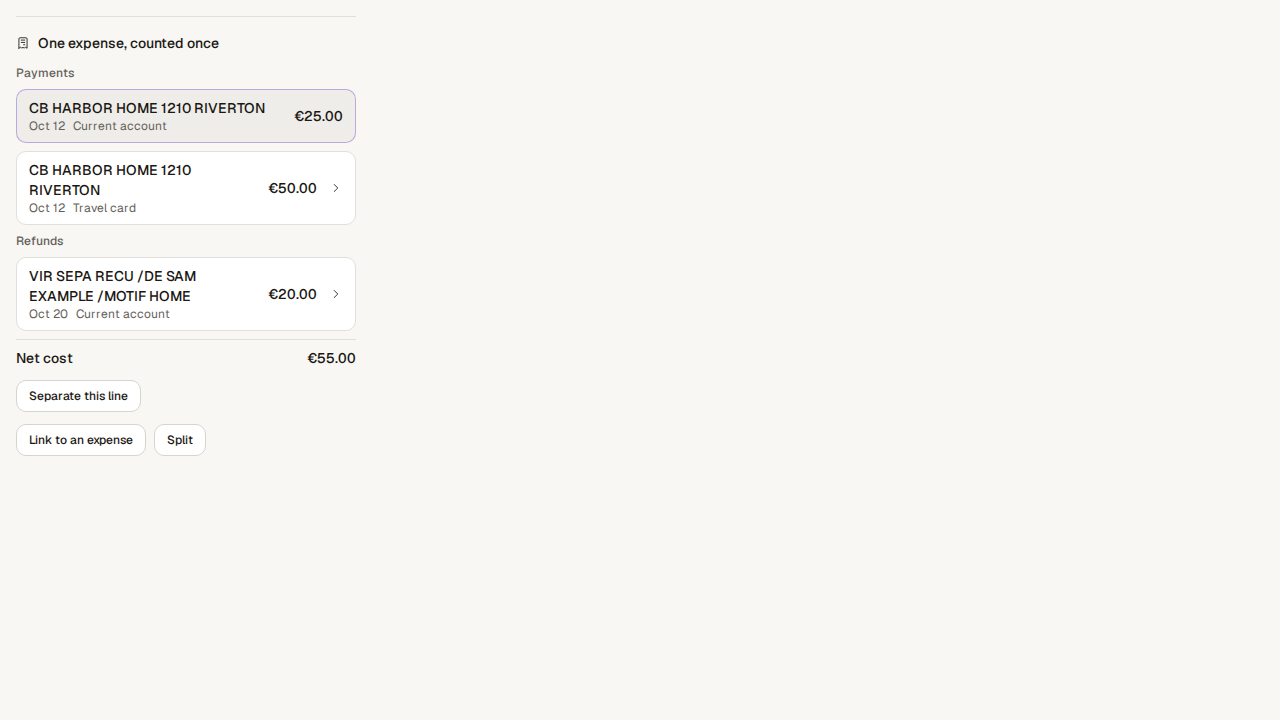 One expense, counted once
Payments
CB HARBOR HOME 1210 RIVERTON
€25.00
Oct 12 Current account
CB HARBOR HOME 1210
RIVERTON
€50.00
Oct 12 Travel card
Refunds
VIR SEPA RECU /DE SAM
EXAMPLE /MOTIF HOME
€20.00
Oct 20 Current account
Net cost €55.00
Separate this line
Link to an expense Split